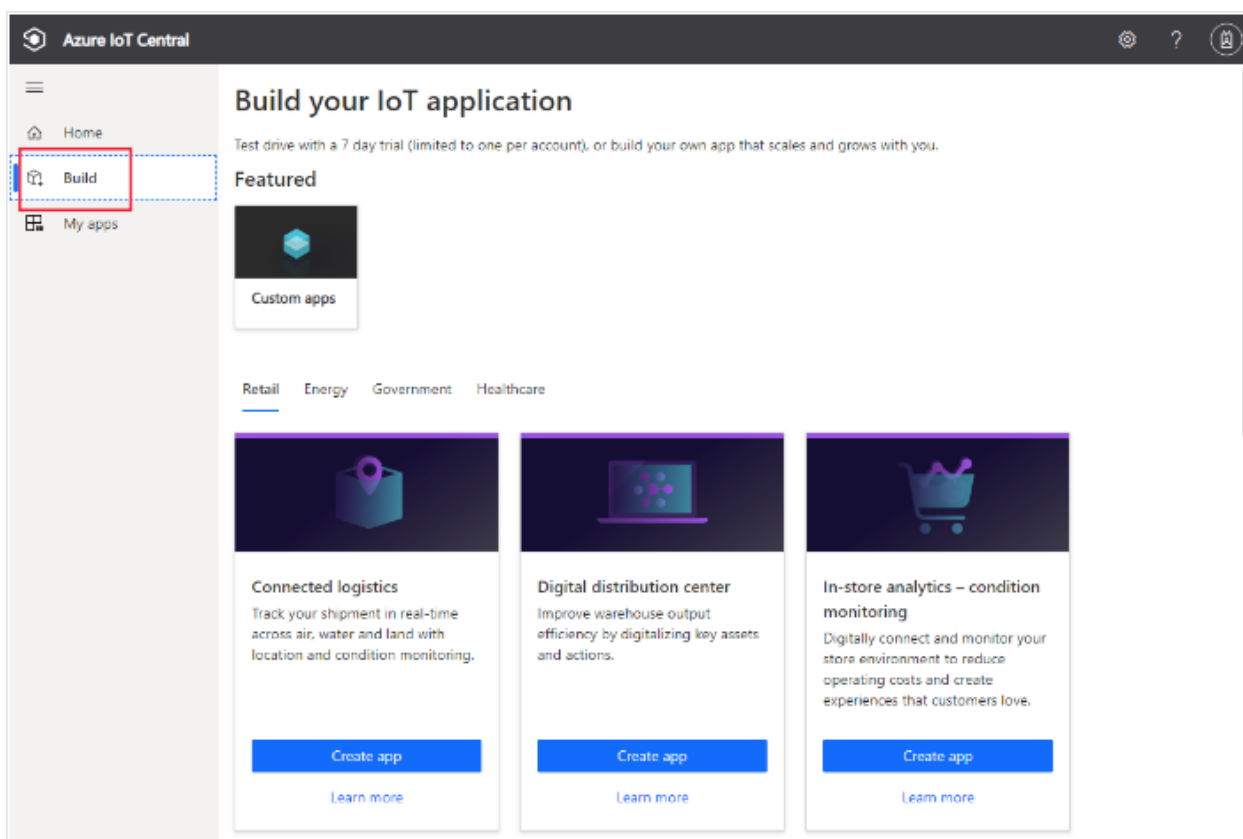 Azure IoT Central
?
Home
Build
My apps
Build your IoT application
Test drive with a 7 day trial (limited to one per account), or build your own app that scales and grows with you.
Featured
Custom apps
Retail Energy Government Healthcare
Connected logistics
Track your shipment in real-time
across air, water and land with
location and condition monitoring.
Create app
Learn more
Digital distribution center
Improve warehouse output
efficiency by digitalizing key assets
and actions.
Create app
Learn more
In-store analytics – condition
monitoring
Digitally connect and monitor your
store environment to reduce
operating costs and create
experiences that customers love.
Create app
Learn more